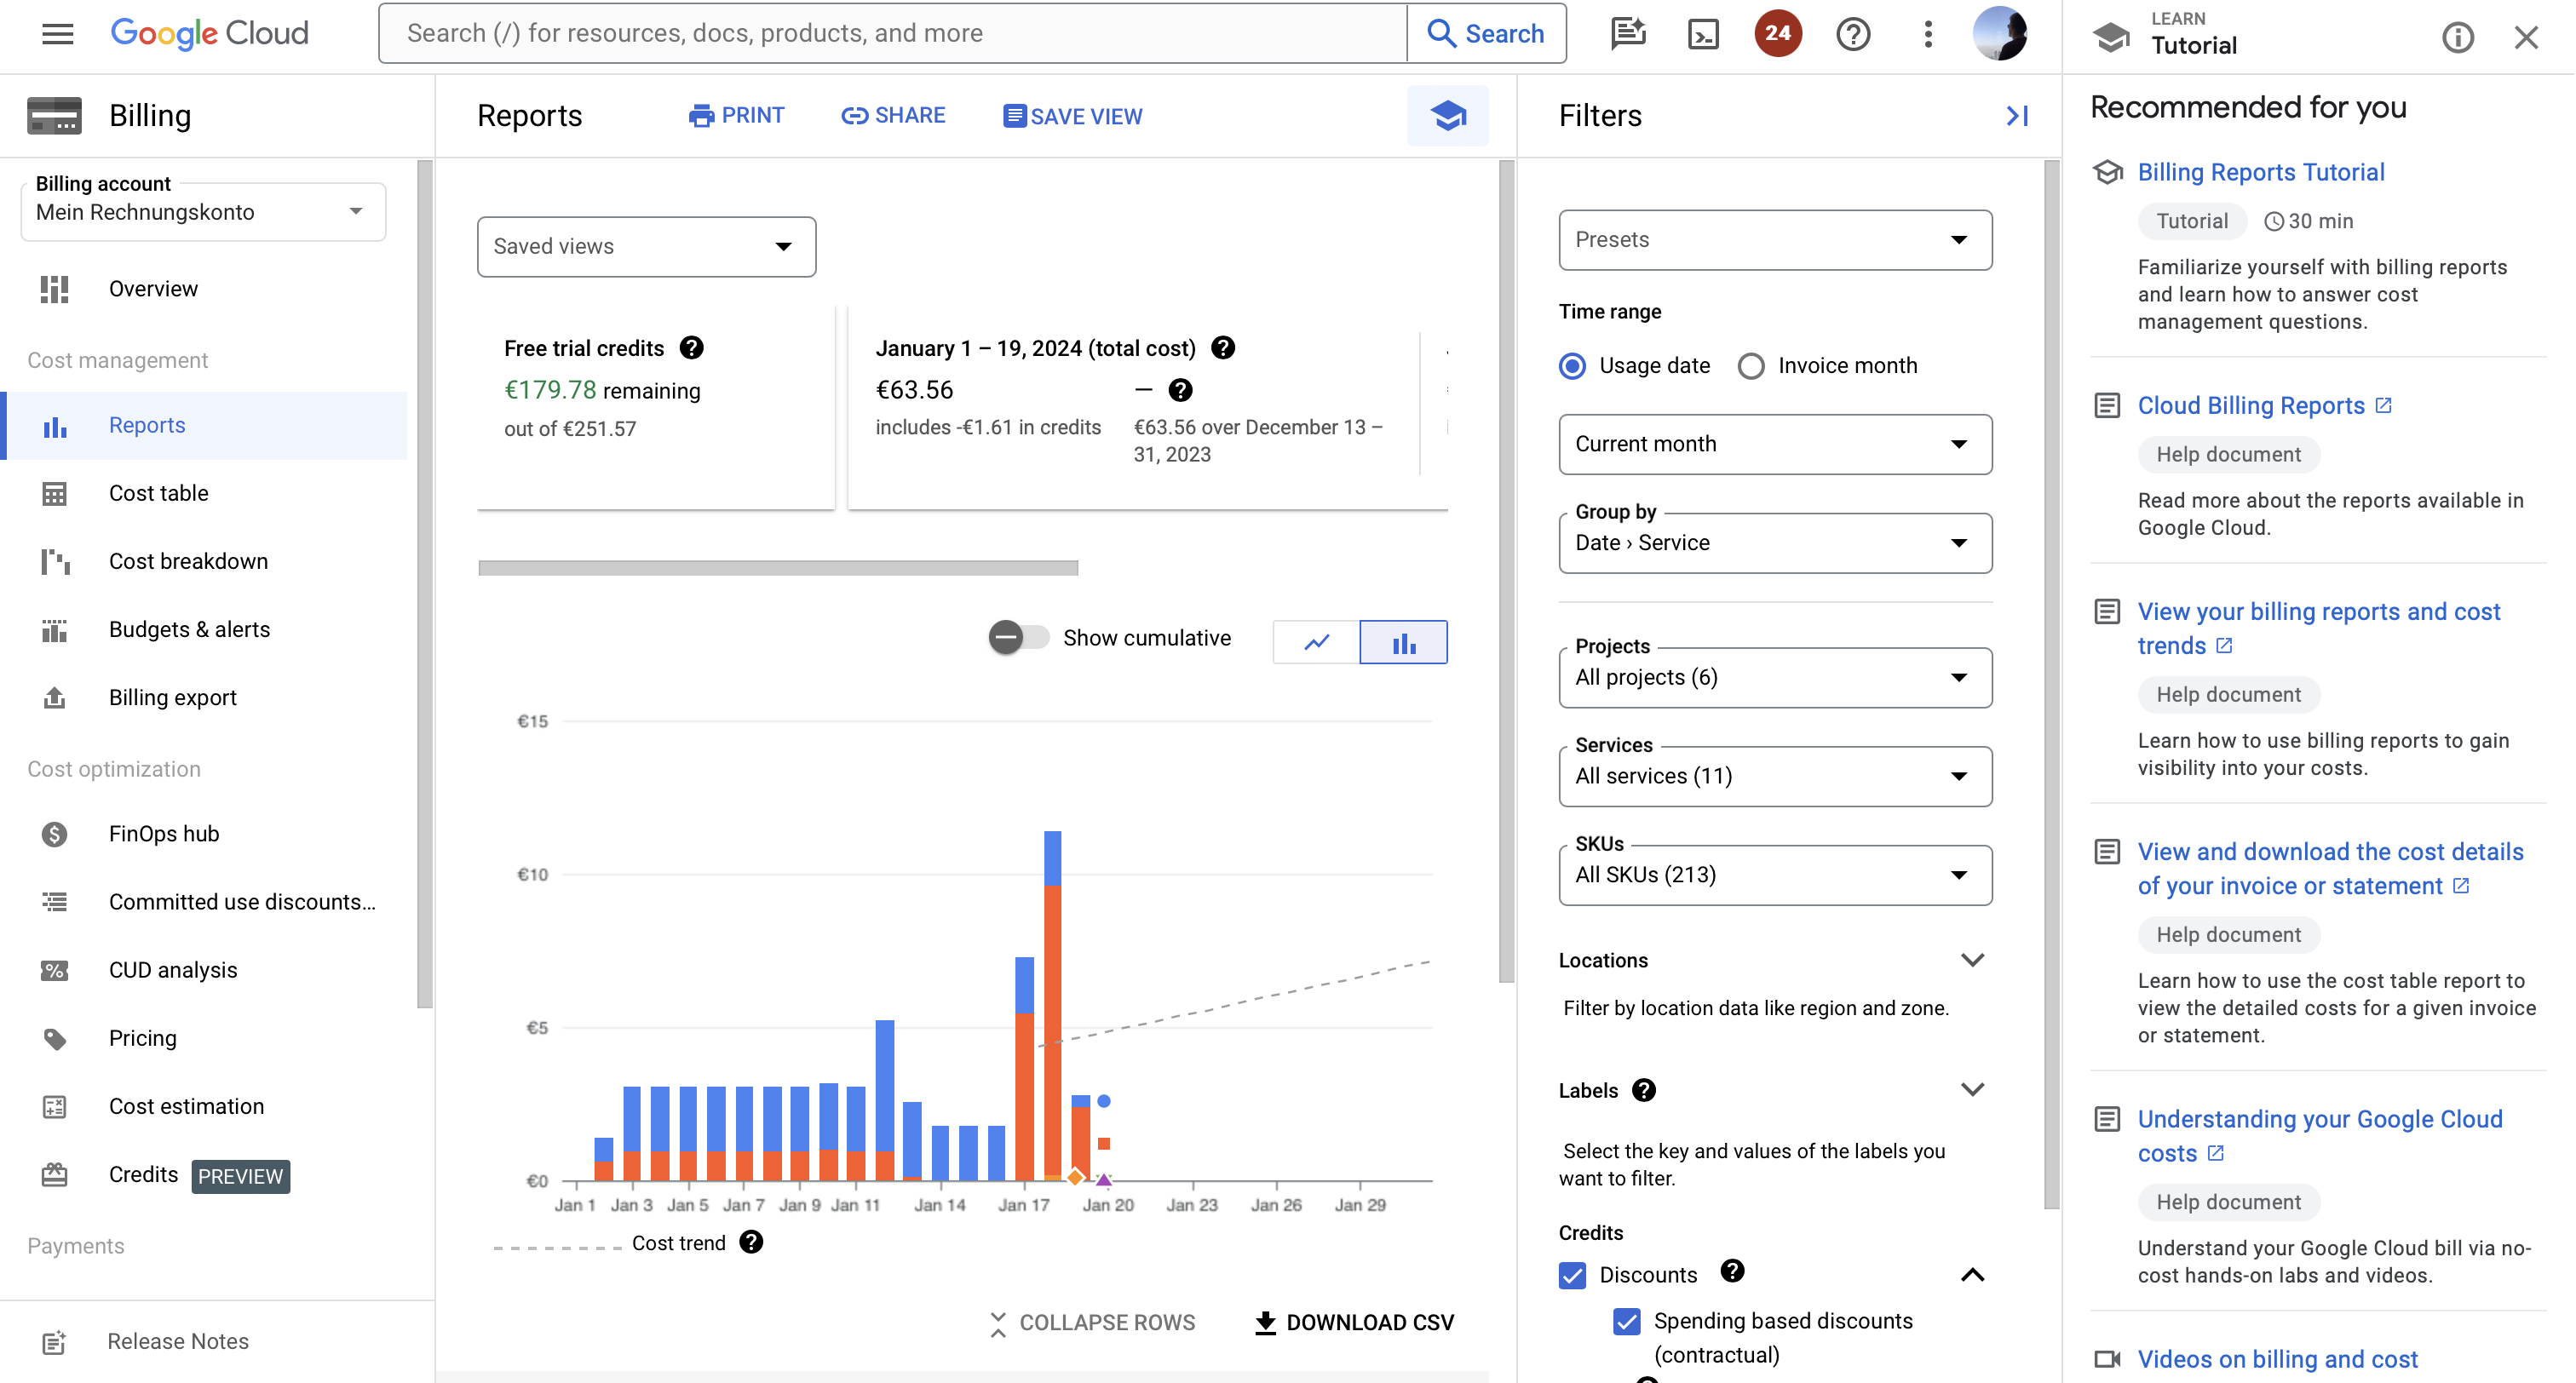 Google Cloud
Search (/) for resources, docs, products, and more
Search
24
LEARN
Tutorial
Billing
Billing account
Mein Rechnungskonto
Overview
Cost management
Reports
Cost table
Cost breakdown
Budgets & alerts
Billing export
Cost optimization
FinOps hub
Committed use discounts...
CUD analysis
Pricing
Cost estimation
Credits PREVIEW
Payments
Release Notes
Reports
PRINT
SHARE
SAVE VIEW
Saved views
Free trial credits
€179.78 remaining
out of €251.57
January 1 – 19, 2024 (total cost)
€63.56
includes -€1.61 in credits
—
€63.56 over December 13 –
31, 2023
Show cumulative
€15
€10
€5
€0
Jan 1 Jan 3 Jan 5 Jan 7 Jan 9 Jan 11 Jan 14 Jan 17 Jan 20 Jan 23 Jan 26 Jan 29
Cost trend
COLLAPSE ROWS
DOWNLOAD CSV
Filters
Presets
Time range
Usage date
Invoice month
Current month
Group by
Date › Service
Projects
All projects (6)
Services
All services (11)
SKUs
All SKUs (213)
Locations
Filter by location data like region and zone.
Labels
Select the key and values of the labels you
want to filter.
Credits
Discounts
Spending based discounts
(contractual)
Recommended for you
Billing Reports Tutorial
Tutorial
30 min
Familiarize yourself with billing reports
and learn how to answer cost
management questions.
Cloud Billing Reports
Help document
Read more about the reports available in
Google Cloud.
View your billing reports and cost
trends
Help document
Learn how to use billing reports to gain
visibility into your costs.
View and download the cost details
of your invoice or statement
Help document
Learn how to use the cost table report to
view the detailed costs for a given invoice
or statement.
Understanding your Google Cloud
costs
Help document
Understand your Google Cloud bill via no-
cost hands-on labs and videos.
Videos on billing and cost